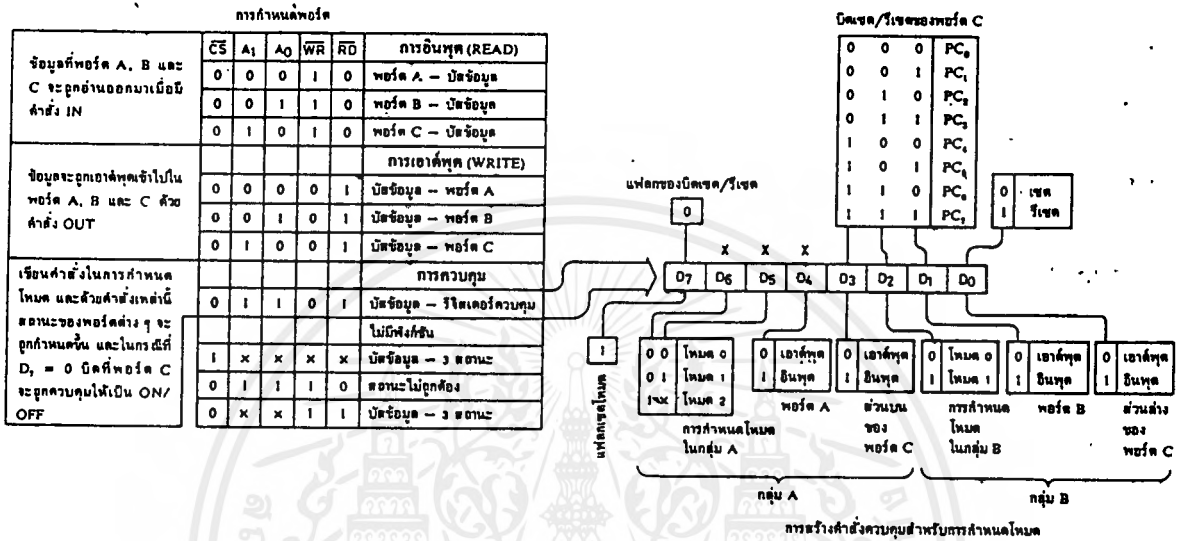 การกำหนดพอร์ต
CS A1 A0 WR RD การอินพุต (READ)
ข้อมูลที่พอร์ต A, B และ
C จะถูกอ่านออกมาเมื่อมี
คำสั่ง IN
0 0 0 1 0 พอร์ต A – บัสข้อมูล
0 0 1 1 0 พอร์ต B – บัสข้อมูล
0 1 0 1 0 พอร์ต C – บัสข้อมูล
การเอาต์พุต (WRITE)
ข้อมูลจะถูกเอาต์พุตเข้าไปใน
พอร์ต A, B และ C ด้วย
คำสั่ง OUT
0 0 0 0 1 บัสข้อมูล – พอร์ต A
0 0 1 0 1 บัสข้อมูล – พอร์ต B
0 1 0 0 1 บัสข้อมูล – พอร์ต C
เขียนคำสั่งในการกำหนด
โหมด และด้วยคำสั่งเหล่านี้
สถานะของพอร์ตต่าง ๆ จะ
ถูกกำหนดขึ้น และในกรณีที่
D7 = 0 บิตที่พอร์ต C
จะถูกควบคุมให้เป็น ON/
OFF
การควบคุม
0 1 1 0 1 บัสข้อมูล – รีจิสเตอร์ควบคุม
ไม่มีฟังก์ชัน
1 × × × × บัสข้อมูล – 3 สถานะ
0 1 1 1 0 สถานะไม่ถูกต้อง
0 × × 1 1 บัสข้อมูล – 3 สถานะ
บิตเซต/รีเซตของพอร์ต C
0 0 0 PC0
0 0 1 PC1
0 1 0 PC2
0 1 1 PC3
1 0 0 PC4
1 0 1 PC5
1 1 0 PC6
1 1 1 PC7
0 เซต
1 รีเซต
แฟลกของบิตเซต/รีเซต
0
x x x
D7 D6 D5 D4 D3 D2 D1 D0
1
แฟลกเซตโหมด
0 0 โหมด 0
0 1 โหมด 1
1 x โหมด 2
การกำหนดโหมด
ในกลุ่ม A
0 เอาต์พุต
1 อินพุต
พอร์ต A
0 เอาต์พุต
1 อินพุต
ส่วนบน
ของ
พอร์ต C
0 โหมด 0
1 โหมด 1
การกำหนด
โหมด
ในกลุ่ม B
0 เอาต์พุต
1 อินพุต
พอร์ต B
0 เอาต์พุต
1 อินพุต
ส่วนล่าง
ของ
พอร์ต C
กลุ่ม A
กลุ่ม B
การสร้างคำสั่งควบคุมสำหรับการกำหนดโหมด